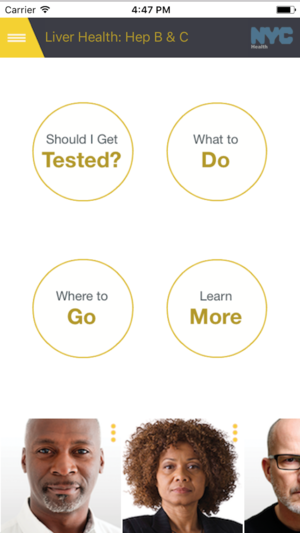 Carrier 4:47 PM
Liver Health: Hep B & C
NYC
Health
Should I Get
Tested?
What to
Do
Where to
Go
Learn
More